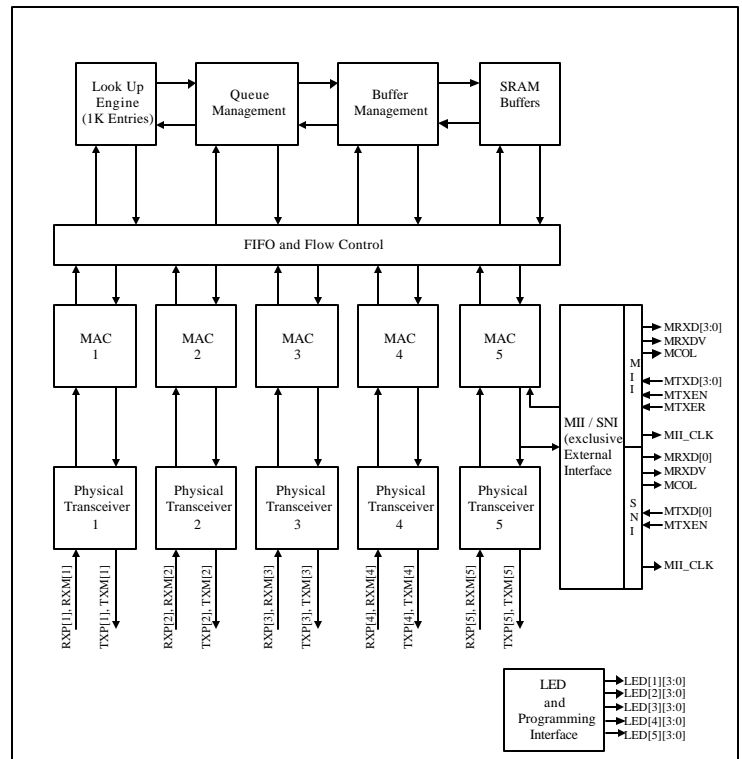 Look Up
Engine
(1K Entries)
Queue
Management
Buffer
Management
SRAM
Buffers
FIFO and Flow Control
MAC
1
MAC
2
MAC
3
MAC
4
MAC
5
MII / SNI
(exclusive
External
Interface
M
I
I
S
N
I
MRXD[3:0]
MRXDV
MCOL
MTXD[3:0]
MTXEN
MTXER
MII_CLK
MRXD[0]
MRXDV
MCOL
MTXD[0]
MTXEN
MII_CLK
Physical
Transceiver
1
Physical
Transceiver
2
Physical
Transceiver
3
Physical
Transceiver
4
Physical
Transceiver
5
RXP[1], RXM[1]
TXP[1], TXM[1]
RXP[2], RXM[2]
TXP[2], TXM[2]
RXP[3], RXM[3]
TXP[3], TXM[3]
RXP[4], RXM[4]
TXP[4], TXM[4]
RXP[5], RXM[5]
TXP[5], TXM[5]
LED
and
Programming
Interface
LED[1][3:0]
LED[2][3:0]
LED[3][3:0]
LED[4][3:0]
LED[5][3:0]